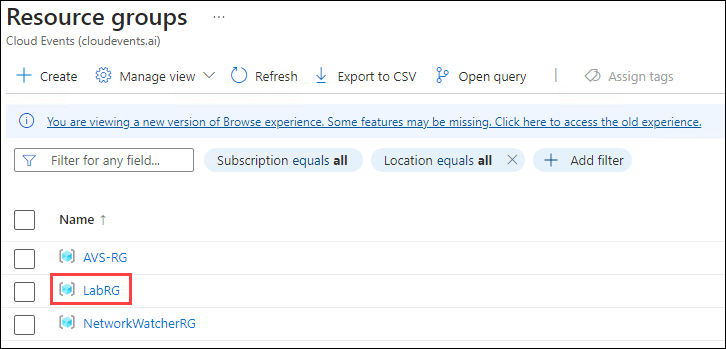 Resource groups ...
Cloud Events (cloudevents.ai)
Create Manage view Refresh Export to CSV Open query Assign tags
You are viewing a new version of Browse experience. Some features may be missing. Click here to access the old experience.
Filter for any field... Subscription equals all Location equals all Add filter
Name ↑
AVS-RG
LabRG
NetworkWatcherRG